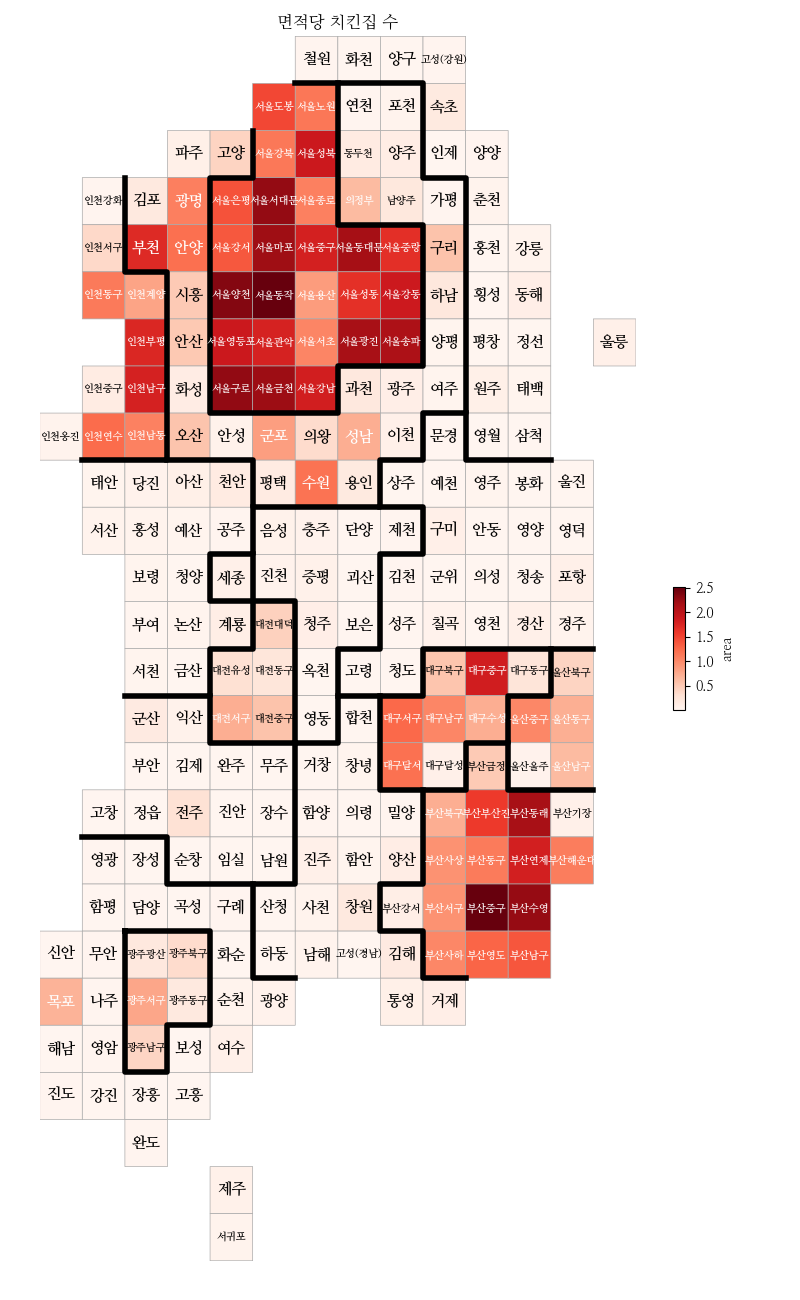 면적당 치킨집 수
철원 화천 양구 고성(강원)
서울도봉 서울노원 연천 포천 속초
파주 고양 서울강북 서울성북 동두천 양주 인제 양양
인천강화 김포 광명 서울은평 서울서대문 서울종로 의정부 남양주 가평 춘천
인천서구 부천 안양 서울강서 서울마포 서울중구 서울동대문 서울중랑 구리 홍천 강릉
인천동구 인천계양 시흥 서울양천 서울동작 서울용산 서울성동 서울강동 하남 횡성 동해
인천부평 안산 서울영등포 서울관악 서울서초 서울광진 서울송파 양평 평창 정선 울릉
인천중구 인천남구 화성 서울구로 서울금천 서울강남 과천 광주 여주 원주 태백
인천옹진 인천연수 인천남동 오산 안성 군포 의왕 성남 이천 문경 영월 삼척
태안 당진 아산 천안 평택 수원 용인 상주 예천 영주 봉화 울진
서산 홍성 예산 공주 음성 충주 단양 제천 구미 안동 영양 영덕
보령 청양 세종 진천 증평 괴산 김천 군위 의성 청송 포항
부여 논산 계룡 대전대덕 청주 보은 성주 칠곡 영천 경산 경주
서천 금산 대전유성 대전동구 옥천 고령 청도 대구북구 대구중구 대구동구 울산북구
군산 익산 대전서구 대전중구 영동 합천 대구서구 대구남구 대구수성 울산중구 울산동구
부안 김제 완주 무주 거창 창녕 대구달서 대구달성 부산금정 울산울주 울산남구
고창 정읍 전주 진안 장수 함양 의령 밀양 부산북구 부산부산진 부산동래 부산기장
영광 장성 순창 임실 남원 진주 함안 양산 부산사상 부산동구 부산연제 부산해운대
함평 담양 곡성 구례 산청 사천 창원 부산강서 부산서구 부산중구 부산수영
신안 무안 광주광산 광주북구 화순 하동 남해 고성(경남) 김해 부산사하 부산영도 부산남구
목포 나주 광주서구 광주동구 순천 광양 통영 거제
해남 영암 광주남구 보성 여수
진도 강진 장흥 고흥
완도
제주
서귀포
2.5
2.0
1.5
1.0
0.5
area